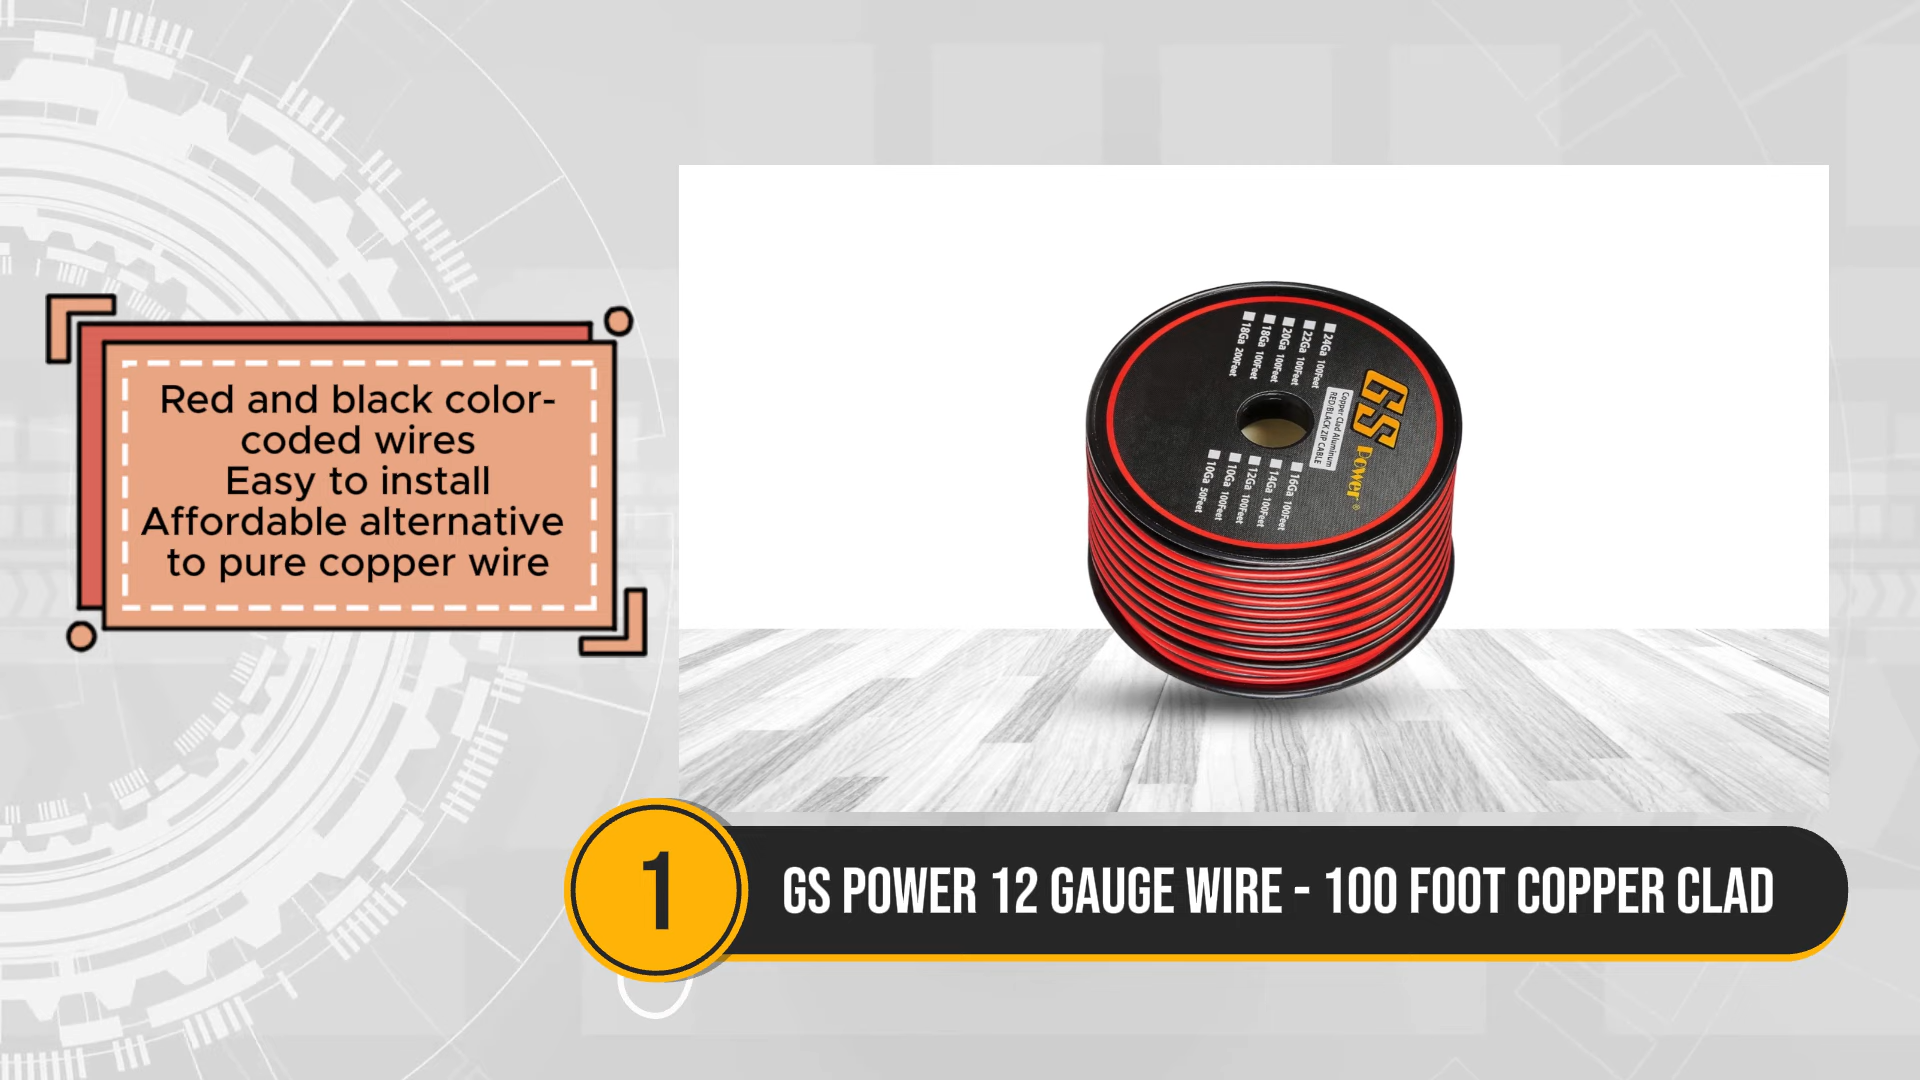 Red and black color-
coded wires
Easy to install
Affordable alternative
to pure copper wire
24Ga 100Feet
22Ga 100Feet
20Ga 100Feet
18Ga 100Feet
18Ga 200Feet
GS Power®
Copper Clad Aluminum
RED/BLACK ZIP CABLE
16Ga 100Feet
14Ga 100Feet
12Ga 100Feet
10Ga 100Feet
10Ga 50Feet
1
GS POWER 12 GAUGE WIRE - 100 FOOT COPPER CLAD